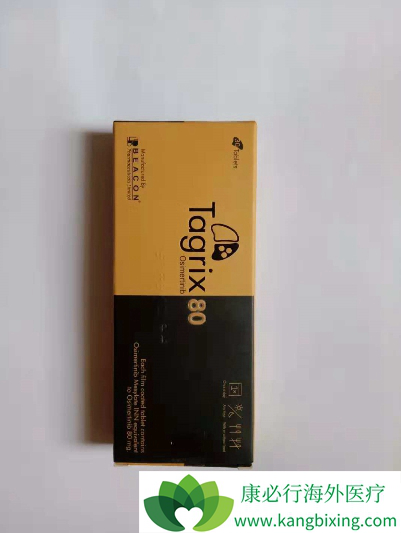 Tablets
Manufactured by
BEACON
Tagrix 80
Osimertinib
Each film coated tablet contains
Osimertinib Mesylate INN equivalent
to Osimertinib 80 mg.
康必行海外医疗
www.kangbixing.com